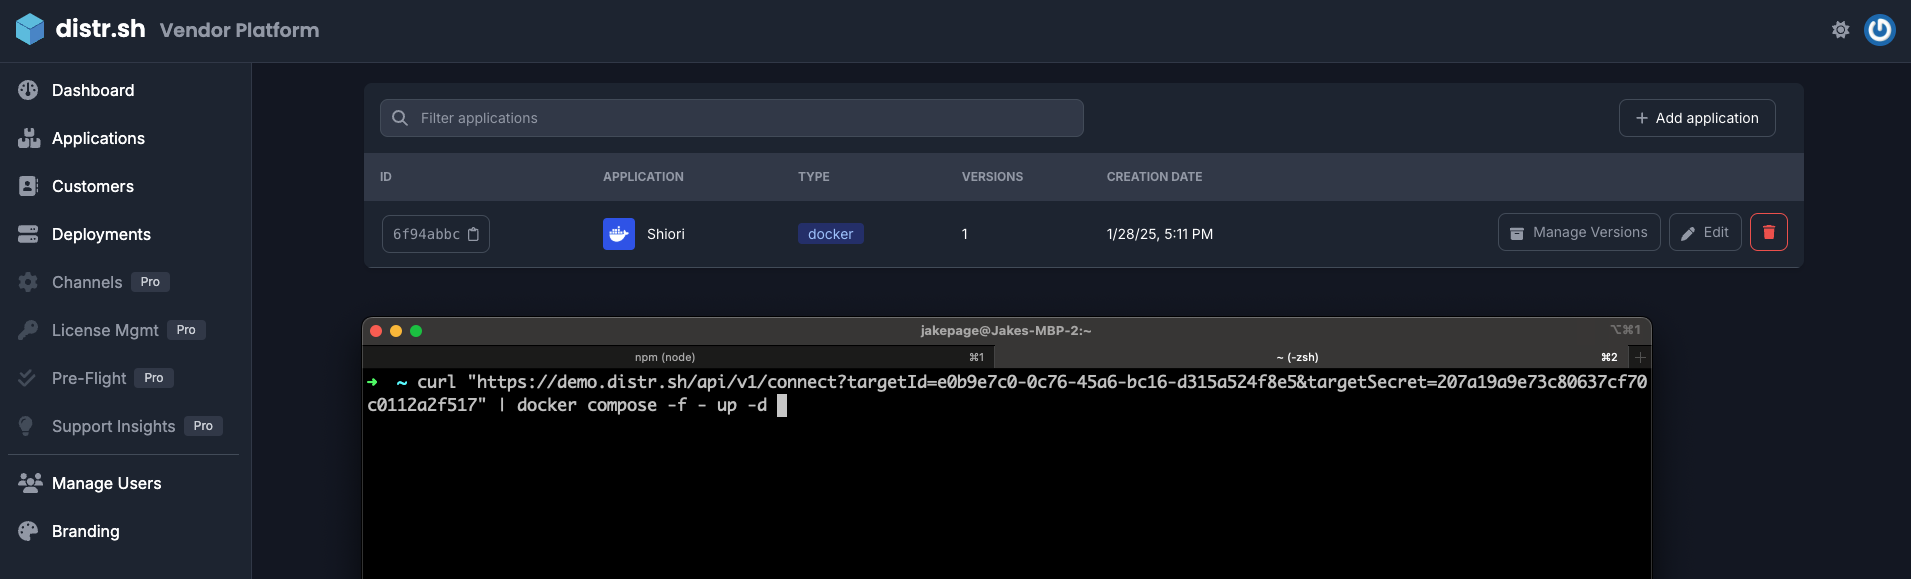 distr.sh Vendor Platform
Dashboard
Applications
Customers
Deployments
Channels Pro
License Mgmt Pro
Pre-Flight Pro
Support Insights Pro
Manage Users
Branding
Filter applications
+ Add application
ID APPLICATION TYPE VERSIONS CREATION DATE
6f94abbc Shiori docker 1 1/28/25, 5:11 PM Manage Versions Edit
jakepage@Jakes-MBP-2:~ ⌥⌘1
npm (node) ⌘1 ~ (-zsh) ⌘2 +
➜ ~ curl "https://demo.distr.sh/api/v1/connect?targetId=e0b9e7c0-0c76-45a6-bc16-d315a524f8e5&targetSecret=207a19a9e73c80637cf70
c0112a2f517" | docker compose -f - up -d